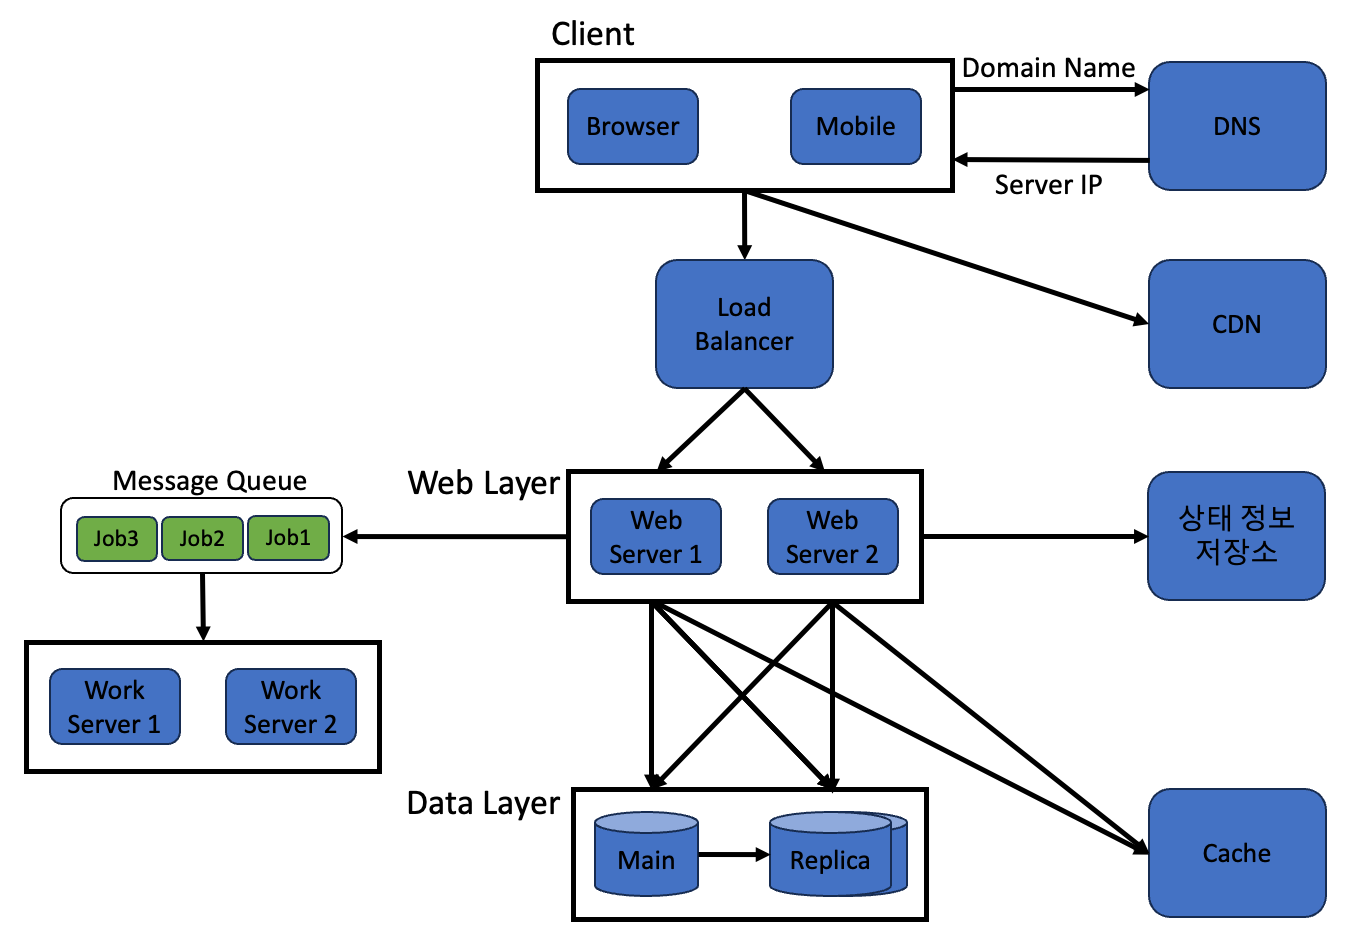 Client
Domain Name
Browser
Mobile
DNS
Server IP
Load
Balancer
CDN
Message Queue
Web Layer
Job3
Job2
Job1
Web
Server 1
Web
Server 2
상태 정보
저장소
Work
Server 1
Work
Server 2
Data Layer
Main
Replica
Cache